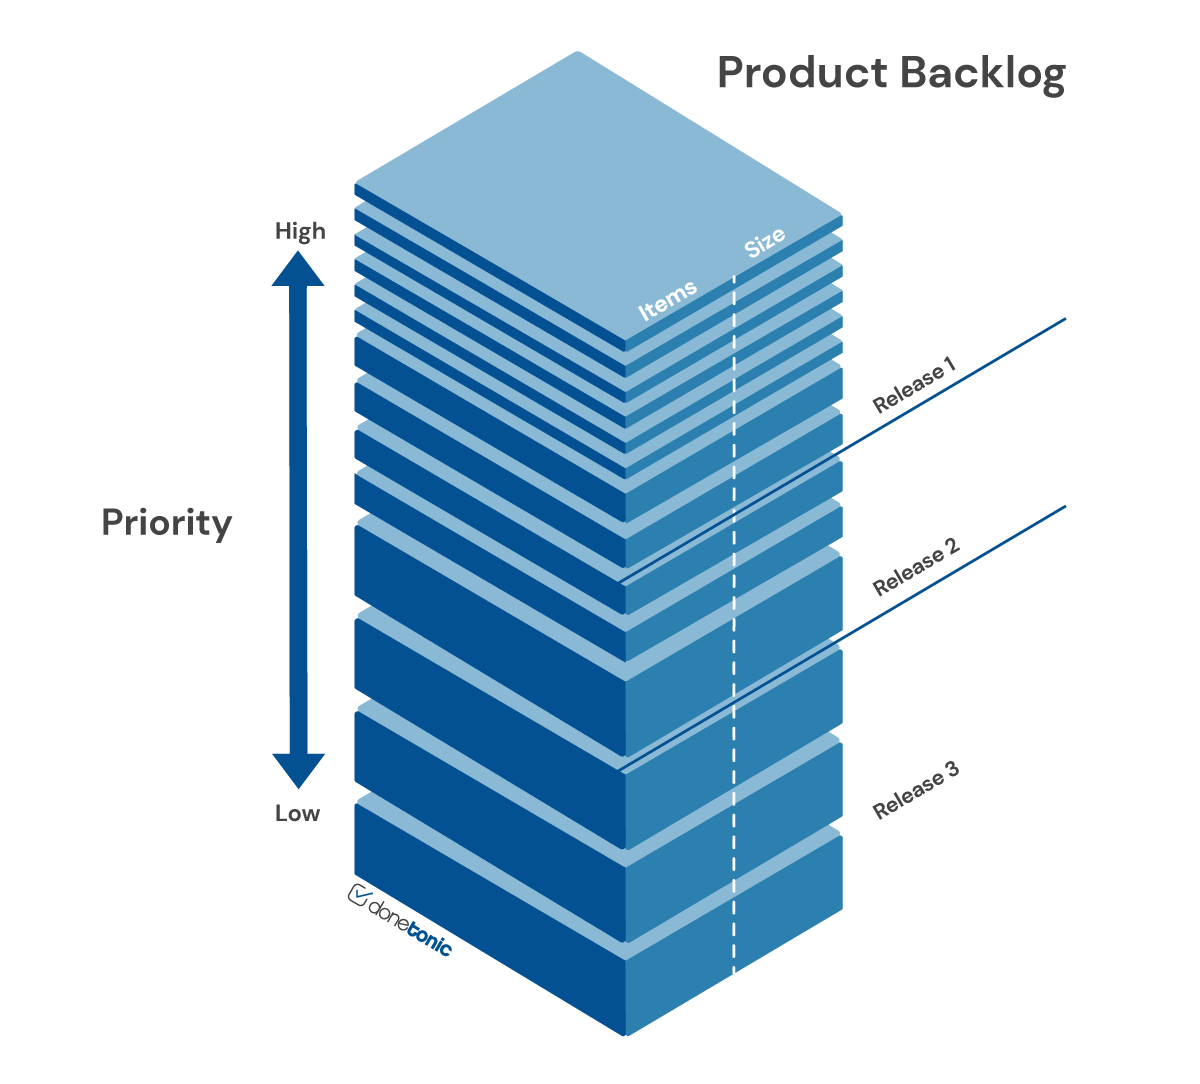 Product Backlog
High
Size
Items
Release 1
Priority
Release 2
Release 3
Low
donetonic